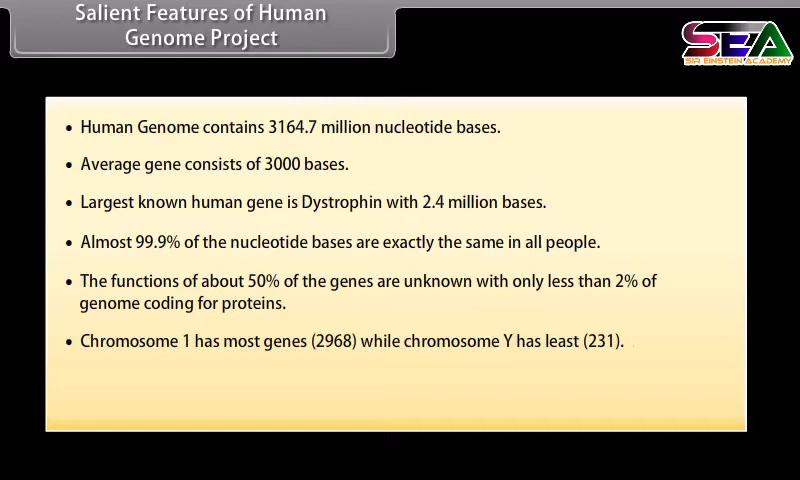 Salient Features of Human
Genome Project
SEA
SIR EINSTEIN ACADEMY
• Human Genome contains 3164.7 million nucleotide bases.
• Average gene consists of 3000 bases.
• Largest known human gene is Dystrophin with 2.4 million bases.
• Almost 99.9% of the nucleotide bases are exactly the same in all people.
• The functions of about 50% of the genes are unknown with only less than 2% of
genome coding for proteins.
• Chromosome 1 has most genes (2968) while chromosome Y has least (231).